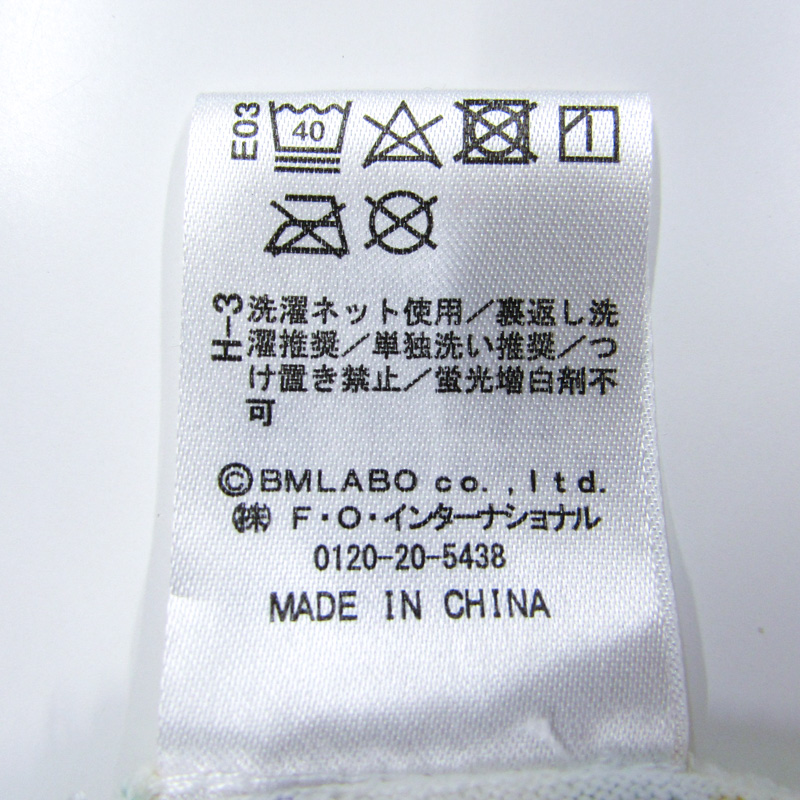 E03
40
H-3
洗濯ネット使用／裏返し洗
濯推奨／単独洗い推奨／つ
け置き禁止／蛍光増白剤不
可
©BMLABO co.,ltd.
㈱ F・O・インターナショナル
0120-20-5438
MADE IN CHINA